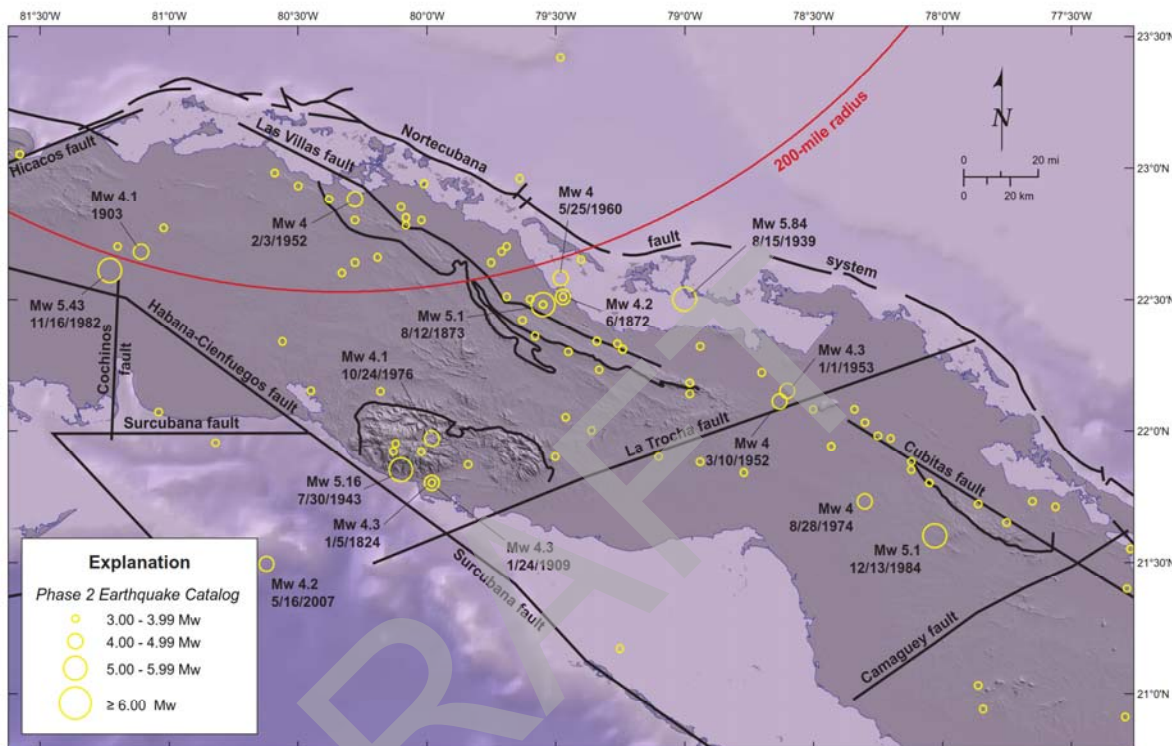 81°30'W
81°0'W
80°30'W
80°0'W
79°30'W
79°0'W
78°30'W
78°0'W
77°30'W
23°30'N
23°0'N
22°30'N
22°0'N
21°30'N
21°0'N
N
0 20 mi
0 20 km
200-mile radius
Hicacos fault
Las Villas fault
Nortecubana
fault
system
Mw 4.1
1903
Mw 4
2/3/1952
Mw 4
5/25/1960
Mw 5.84
8/15/1939
Mw 5.43
11/16/1982
Mw 5.1
8/12/1873
Mw 4.2
6/1872
Cochinos
fault
Habana-Cienfuegos fault
Mw 4.1
10/24/1976
Mw 4.3
1/1/1953
Surcubana fault
La Trocha fault
Mw 4
3/10/1952
Cubitas fault
Mw 5.16
7/30/1943
Mw 4.3
1/5/1824
Mw 4.3
1/24/1909
Mw 4
8/28/1974
Mw 5.1
12/13/1984
Mw 4.2
5/16/2007
Surcubana fault
Camaguey fault
Explanation
Phase 2 Earthquake Catalog
3.00 - 3.99 Mw
4.00 - 4.99 Mw
5.00 - 5.99 Mw
≥ 6.00 Mw
RAFT